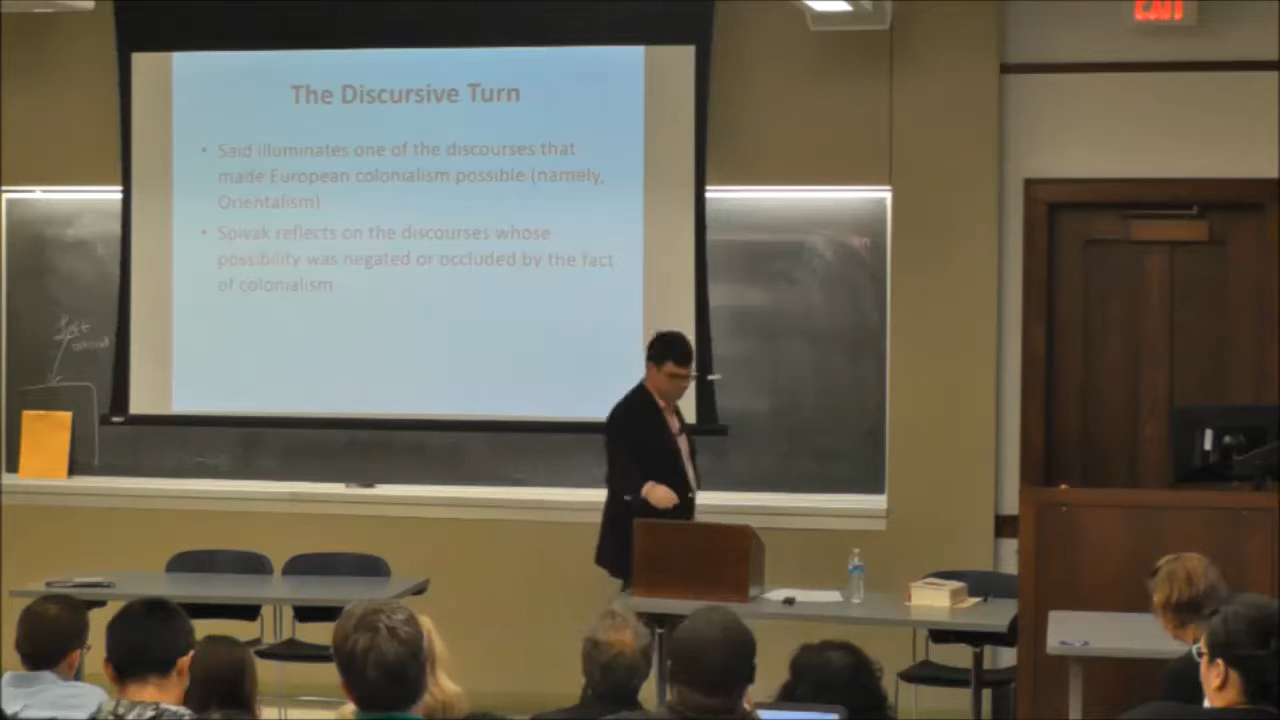 EXIT
The Discursive Turn
• Said illuminates one of the discourses that
made European colonialism possible (namely,
Orientalism)
• Spivak reflects on the discourses whose
possibility was negated or occluded by the fact
of colonialism